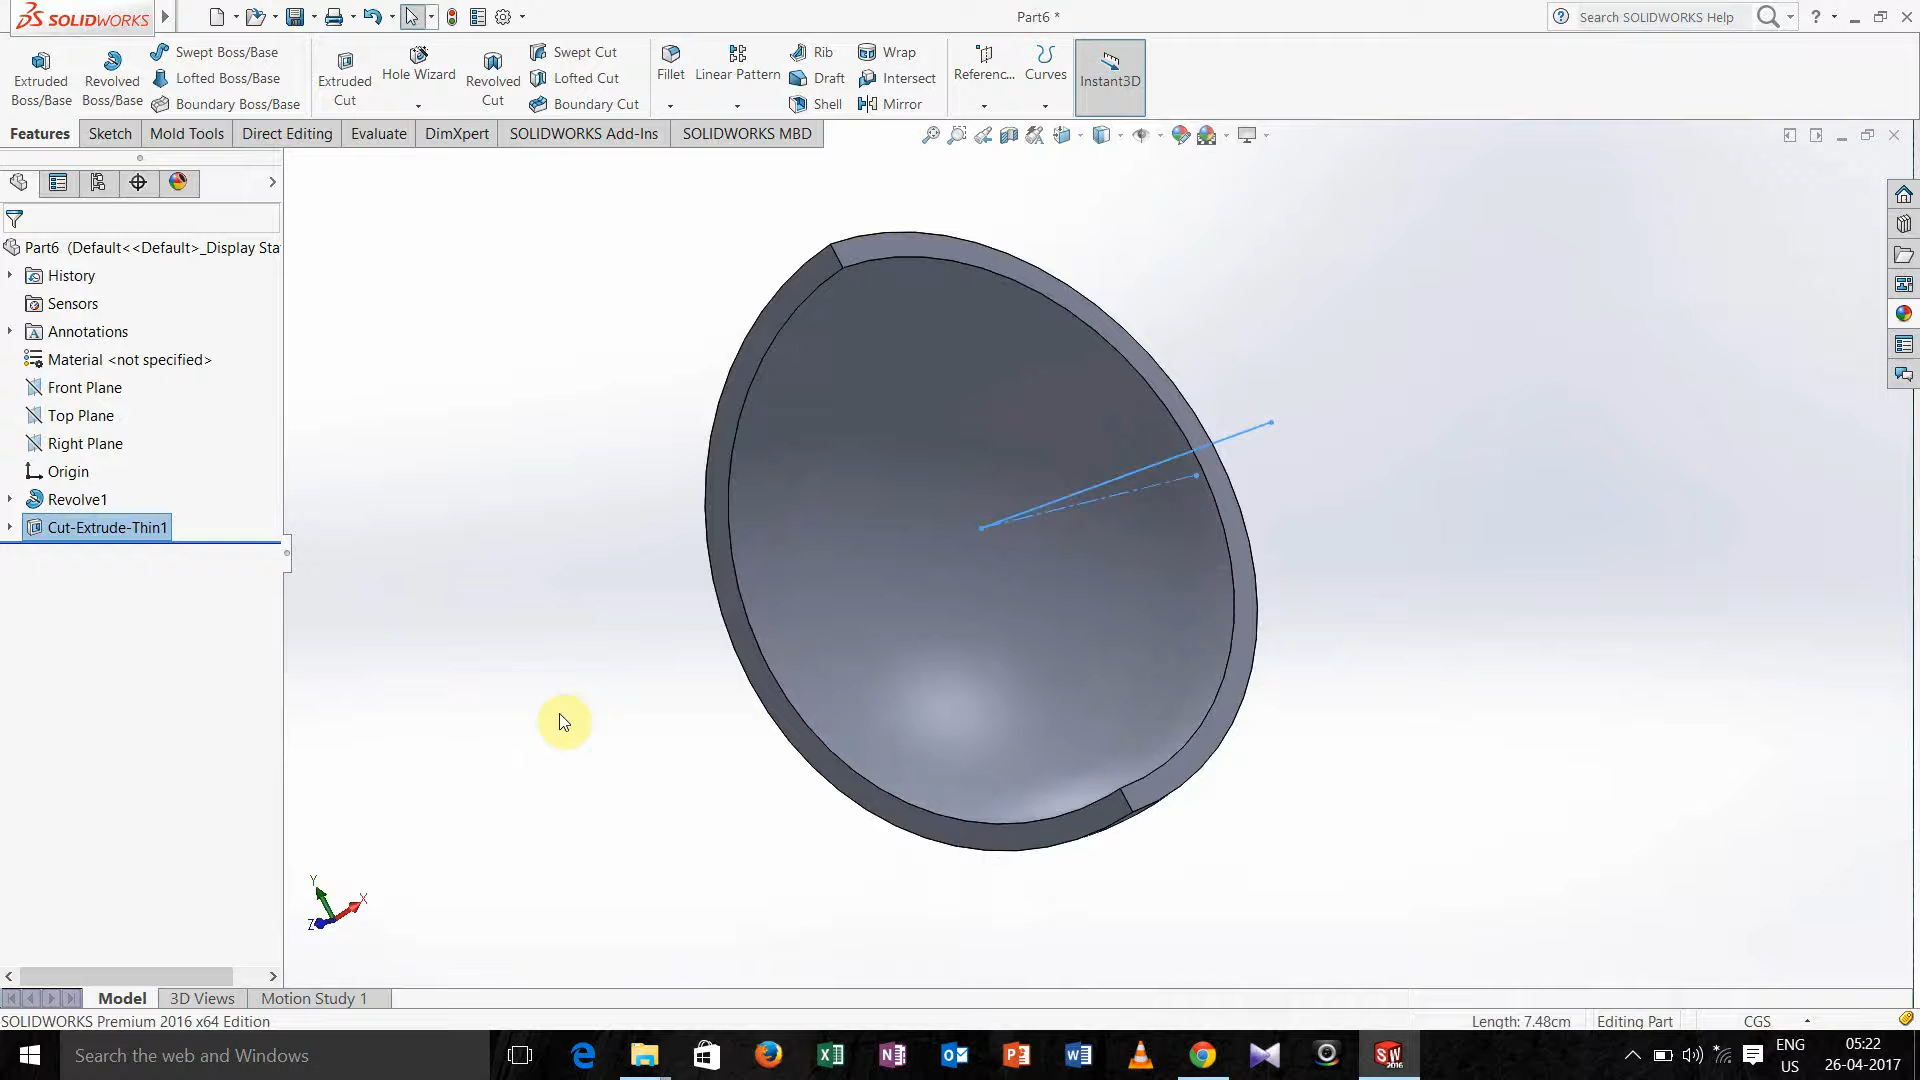 SOLIDWORKS
Part6 *
Search SOLIDWORKS Help
Extruded Boss/Base
Revolved Boss/Base
Swept Boss/Base
Lofted Boss/Base
Boundary Boss/Base
Extruded Cut
Hole Wizard
Revolved Cut
Swept Cut
Lofted Cut
Boundary Cut
Fillet
Linear Pattern
Rib
Draft
Shell
Wrap
Intersect
Mirror
Referenc...
Curves
Instant3D
Features
Sketch
Mold Tools
Direct Editing
Evaluate
DimXpert
SOLIDWORKS Add-Ins
SOLIDWORKS MBD
Part6 (Default<<Default>_Display Sta
History
Sensors
Annotations
Material <not specified>
Front Plane
Top Plane
Right Plane
Origin
Revolve1
Cut-Extrude-Thin1
Y
X
Z
Model
3D Views
Motion Study 1
SOLIDWORKS Premium 2016 x64 Edition
Length: 7.48cm
Editing Part
CGS
Search the web and Windows
ENG
US
05:22
26-04-2017